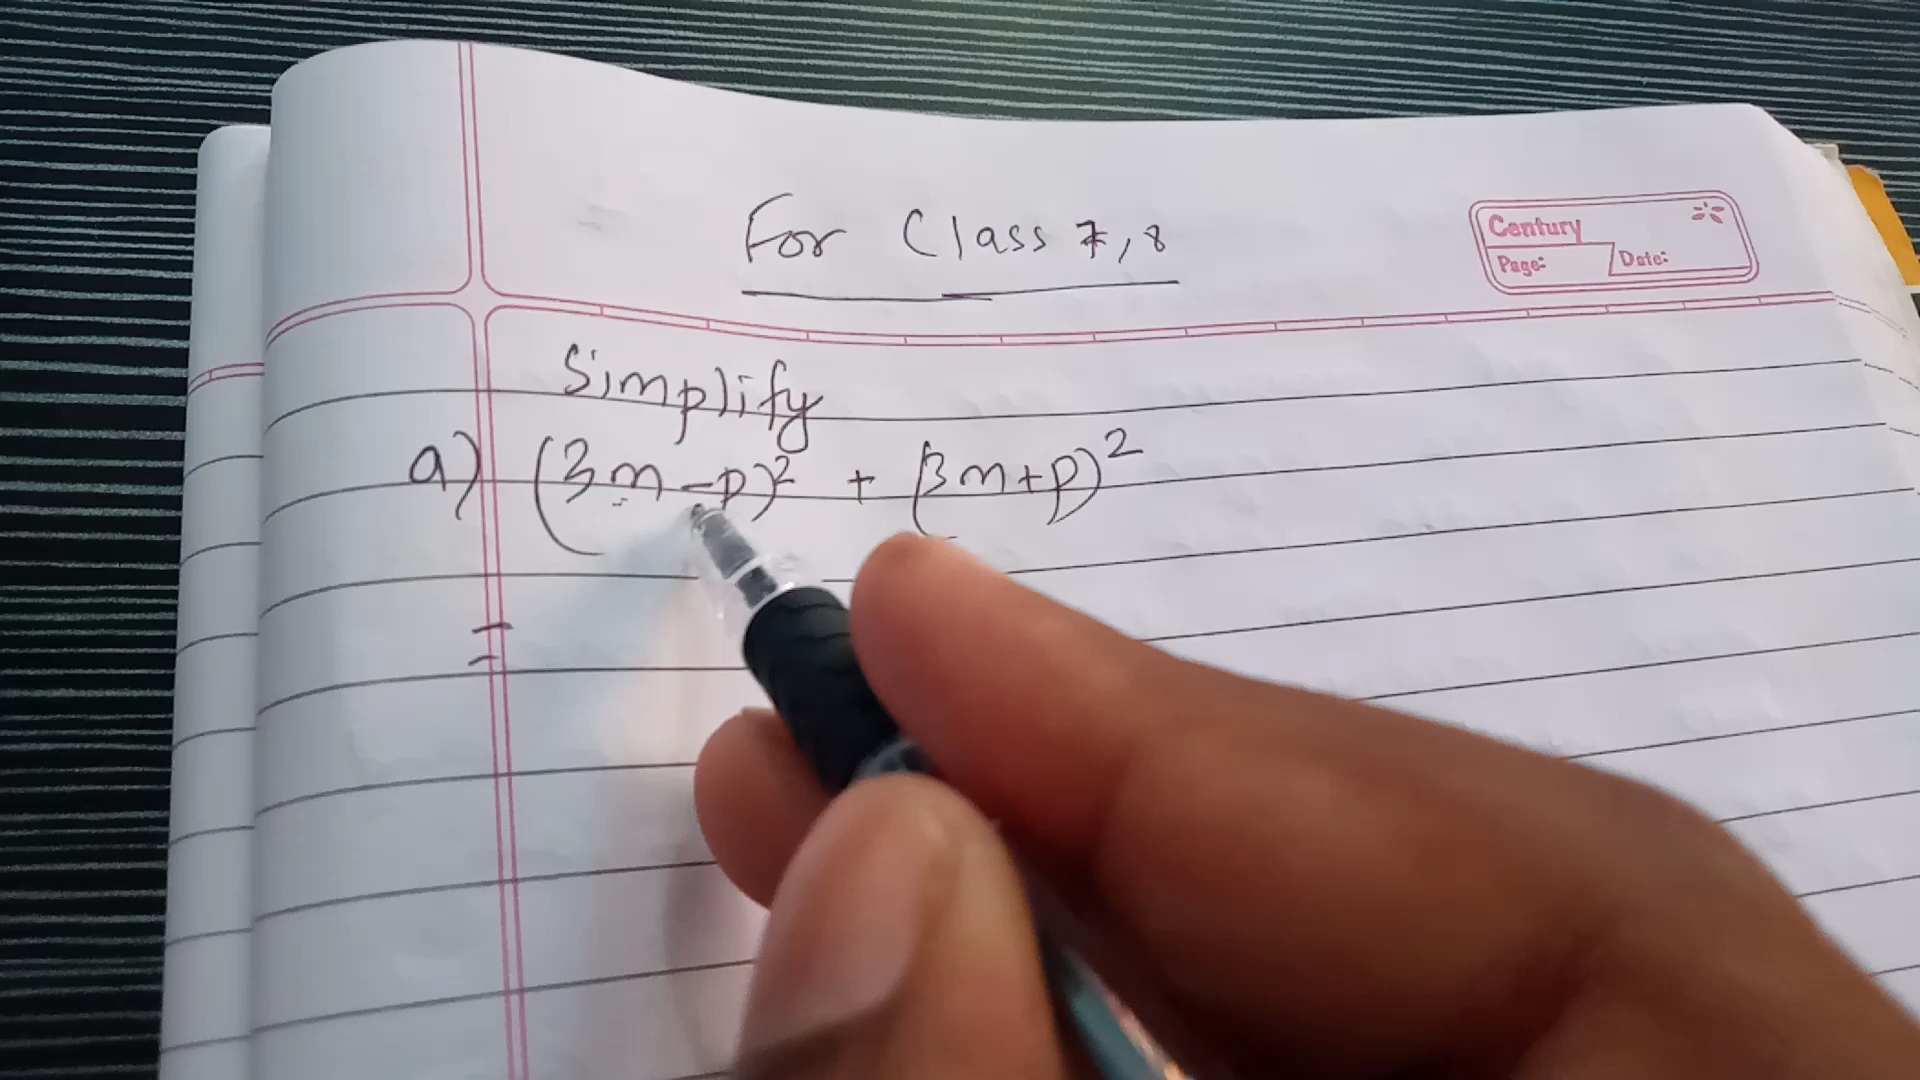 For Class 7, 8
Century
Page:
Date:
Simplify
a) (3m-p)² + (3m+p)²
=